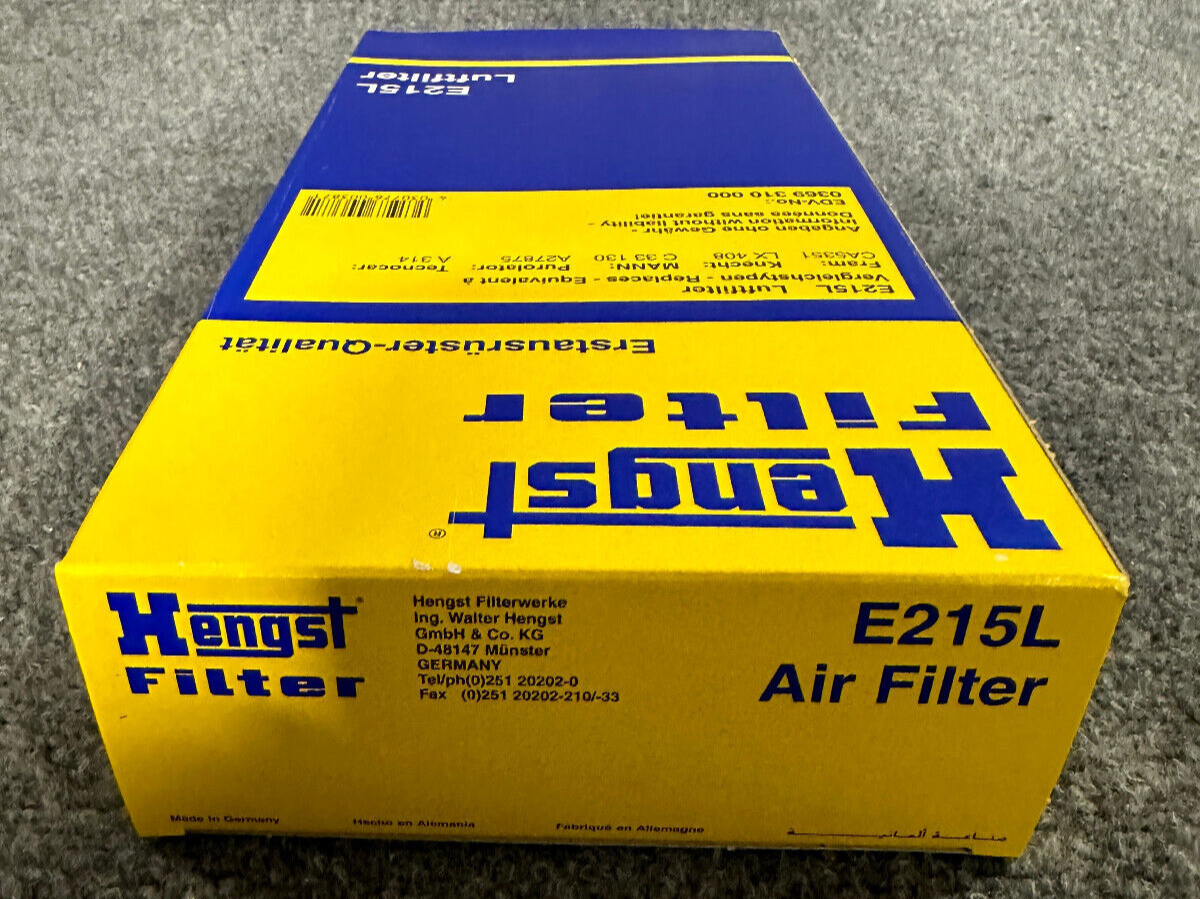 Hengst®
Filter
Hengst Filterwerke
Ing. Walter Hengst
GmbH & Co. KG
D-48147 Münster
GERMANY
Tel/ph(0)251 20202-0
Fax (0)251 20202-210/-33
E215L
Air Filter
Made in Germany
Hecho en Alemania
Fabriqué en Allemagne
صناعة ألمانية
Hengst®
Filter
Erstausrüster-Qualität
E215L Luftfilter
Vergleichstypen - Replaces - Equivalent à
Fram: Knecht: MANN: Purolator: Tecnocar:
CA5351 LX 408 C 33 130 A27875 A 314
Angaben ohne Gewähr -
Information without liability -
Données sans garantie!
EDV-No.:
0369 310 000
E215L
Luftfilter